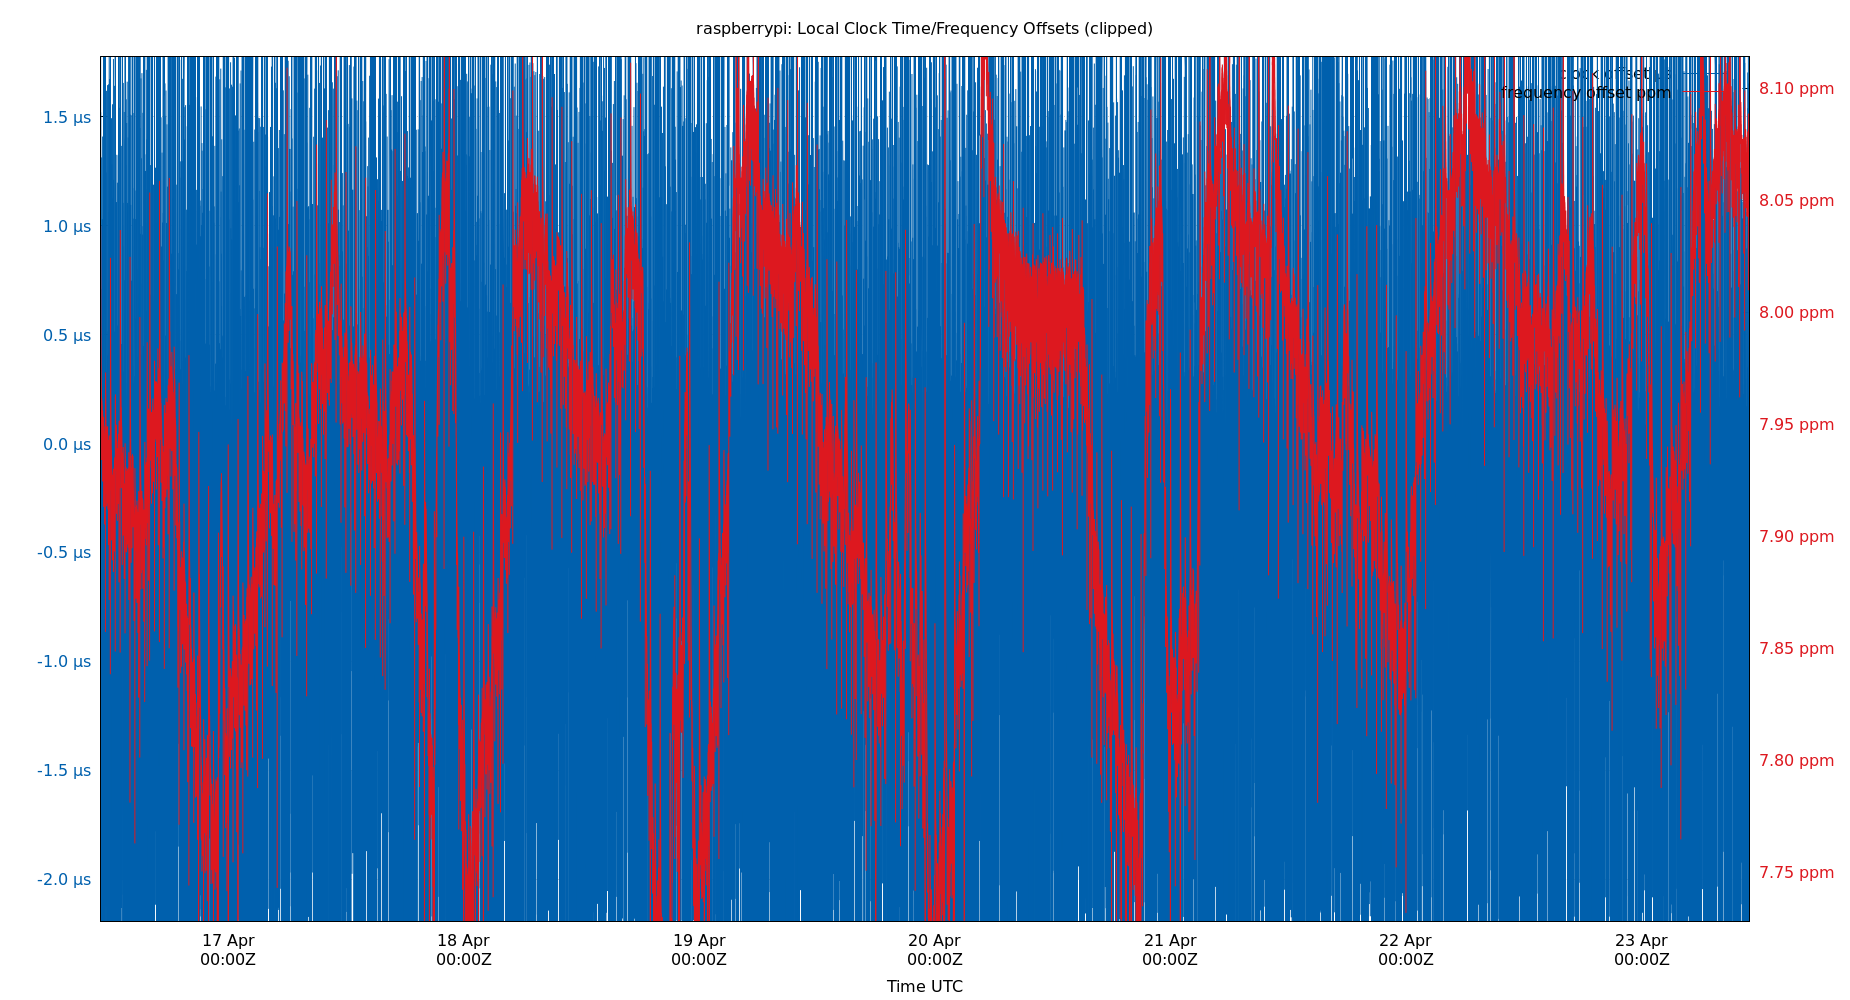 raspberrypi: Local Clock Time/Frequency Offsets (clipped)
clock offset µs
frequency offset ppm
1.5 µs
1.0 µs
0.5 µs
0.0 µs
-0.5 µs
-1.0 µs
-1.5 µs
-2.0 µs
8.10 ppm
8.05 ppm
8.00 ppm
7.95 ppm
7.90 ppm
7.85 ppm
7.80 ppm
7.75 ppm
17 Apr
00:00Z
18 Apr
00:00Z
19 Apr
00:00Z
20 Apr
00:00Z
21 Apr
00:00Z
22 Apr
00:00Z
23 Apr
00:00Z
Time UTC